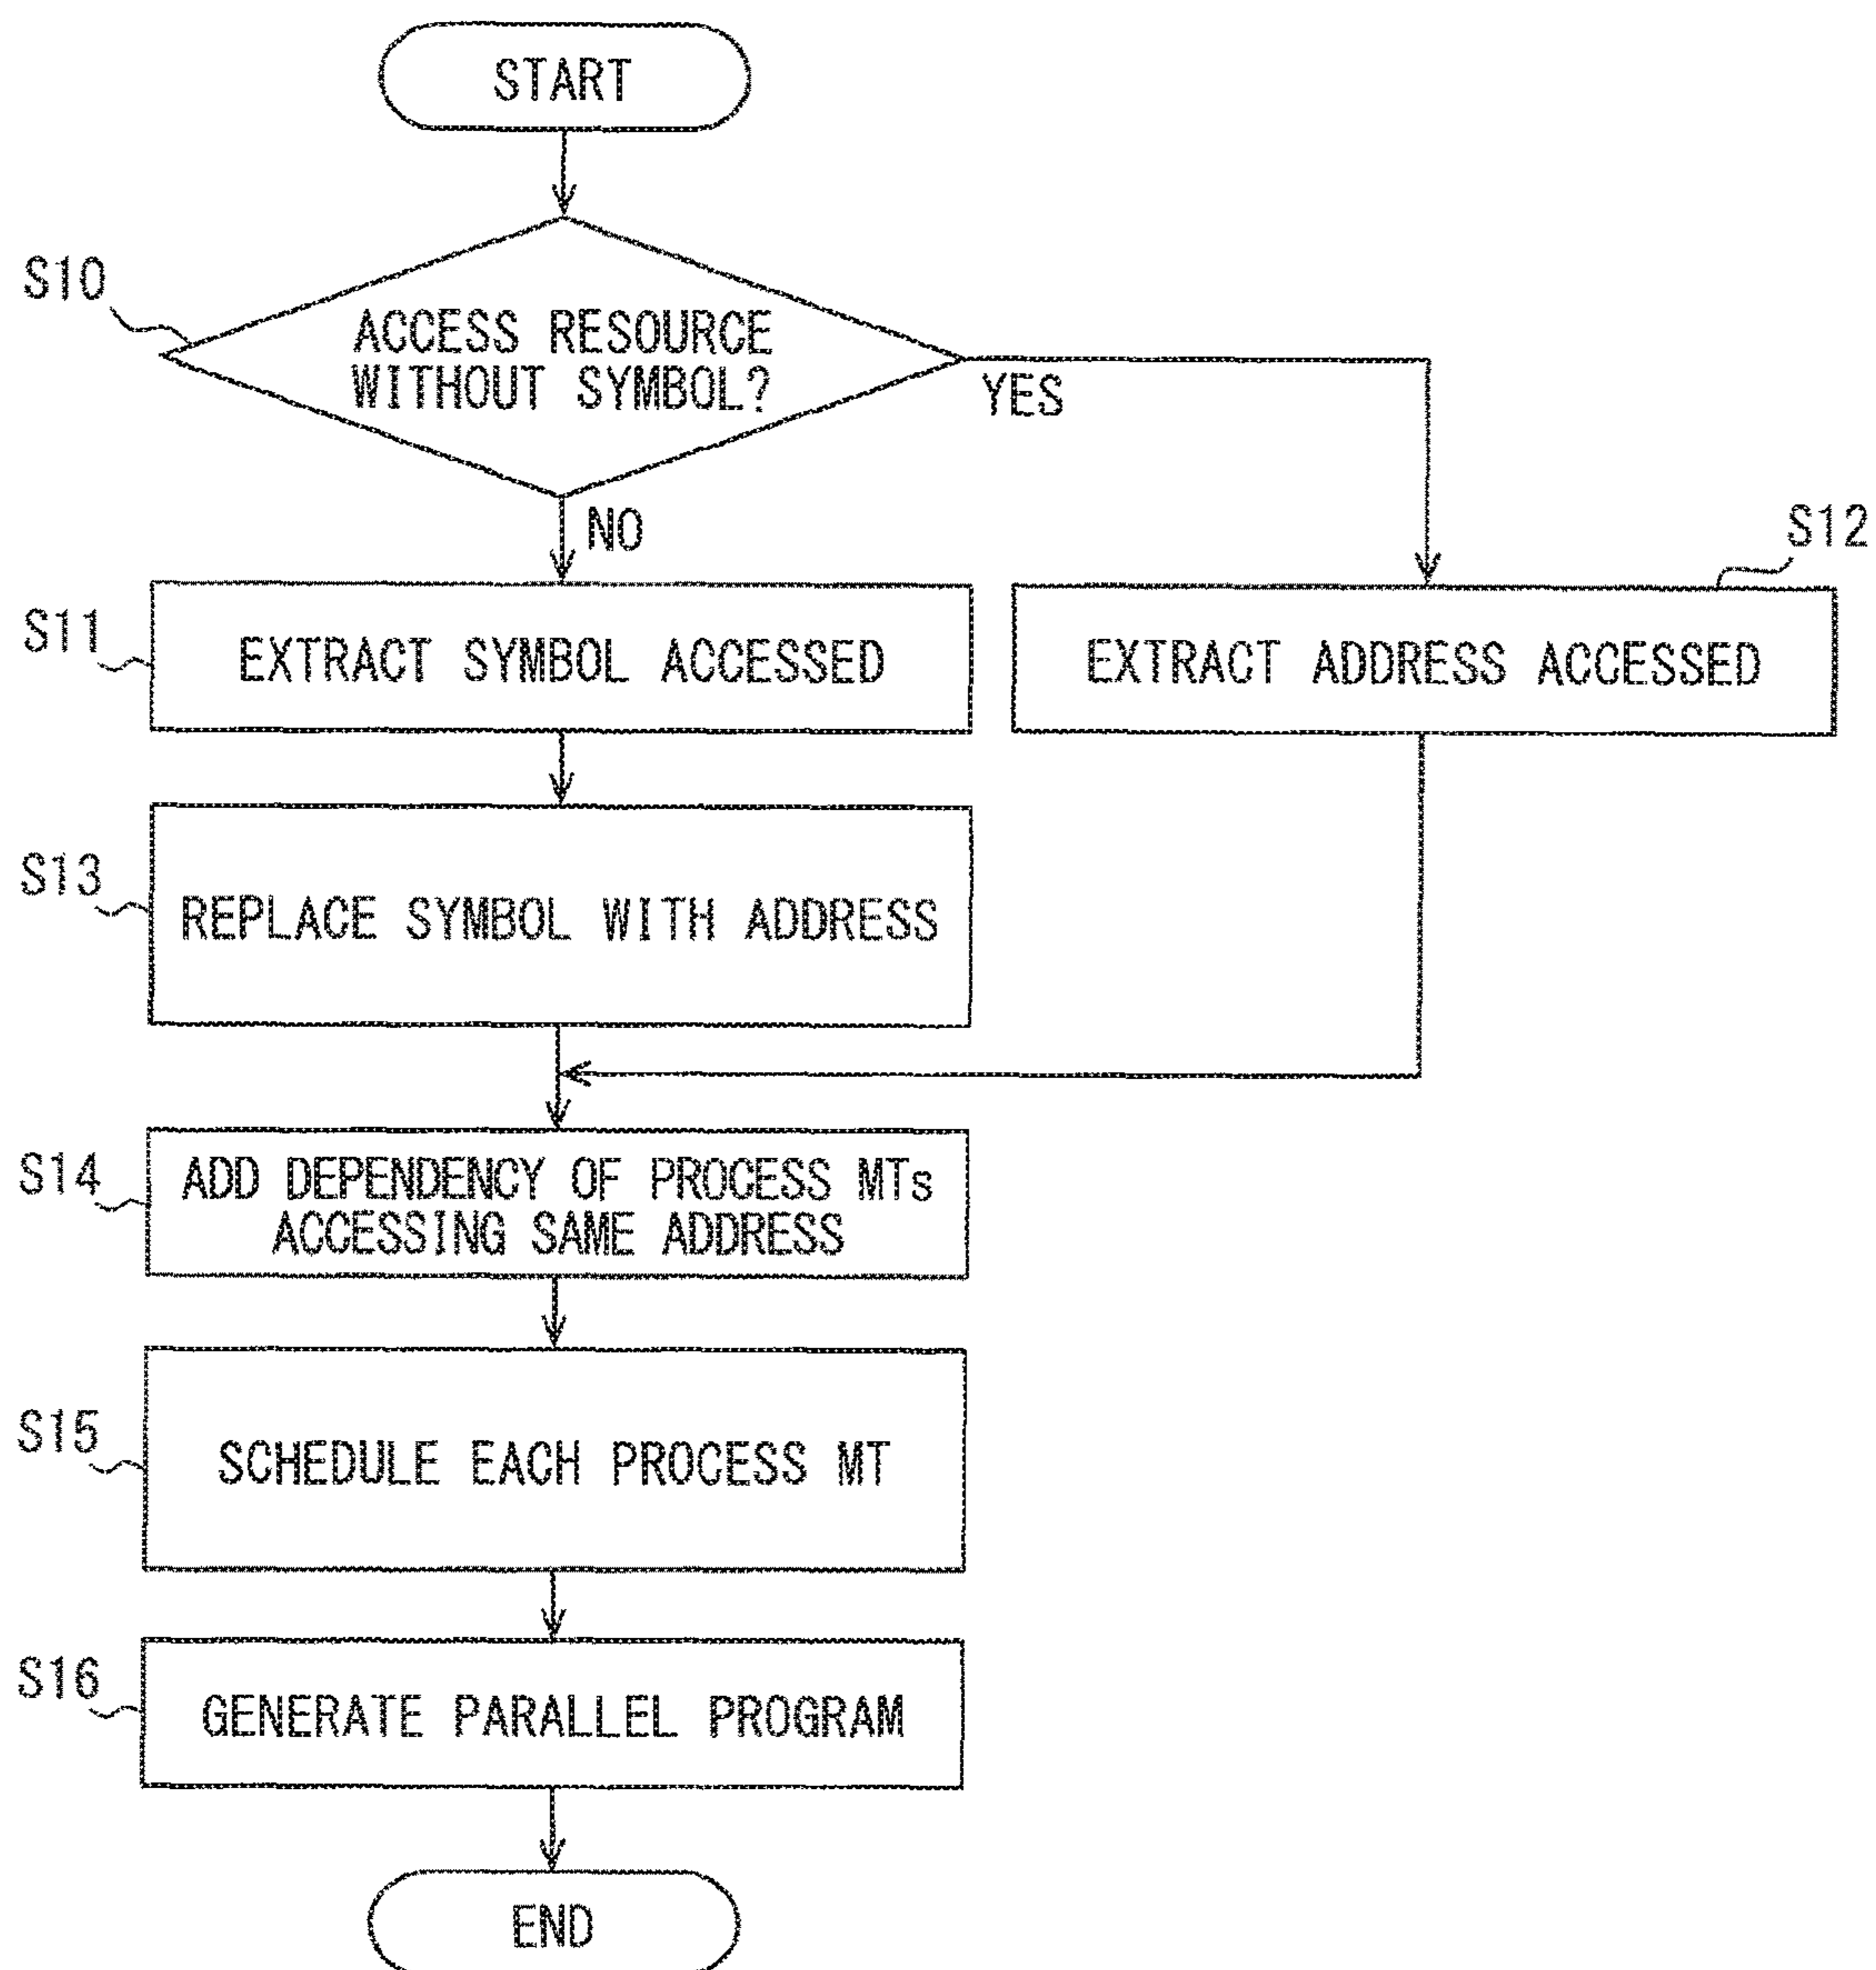 START
S10
ACCESS RESOURCE
WITHOUT SYMBOL?
YES
NO
S12
S11
EXTRACT SYMBOL ACCESSED
EXTRACT ADDRESS ACCESSED
S13
REPLACE SYMBOL WITH ADDRESS
S14
ADD DEPENDENCY OF PROCESS MTs
ACCESSING SAME ADDRESS
S15
SCHEDULE EACH PROCESS MT
S16
GENERATE PARALLEL PROGRAM
END